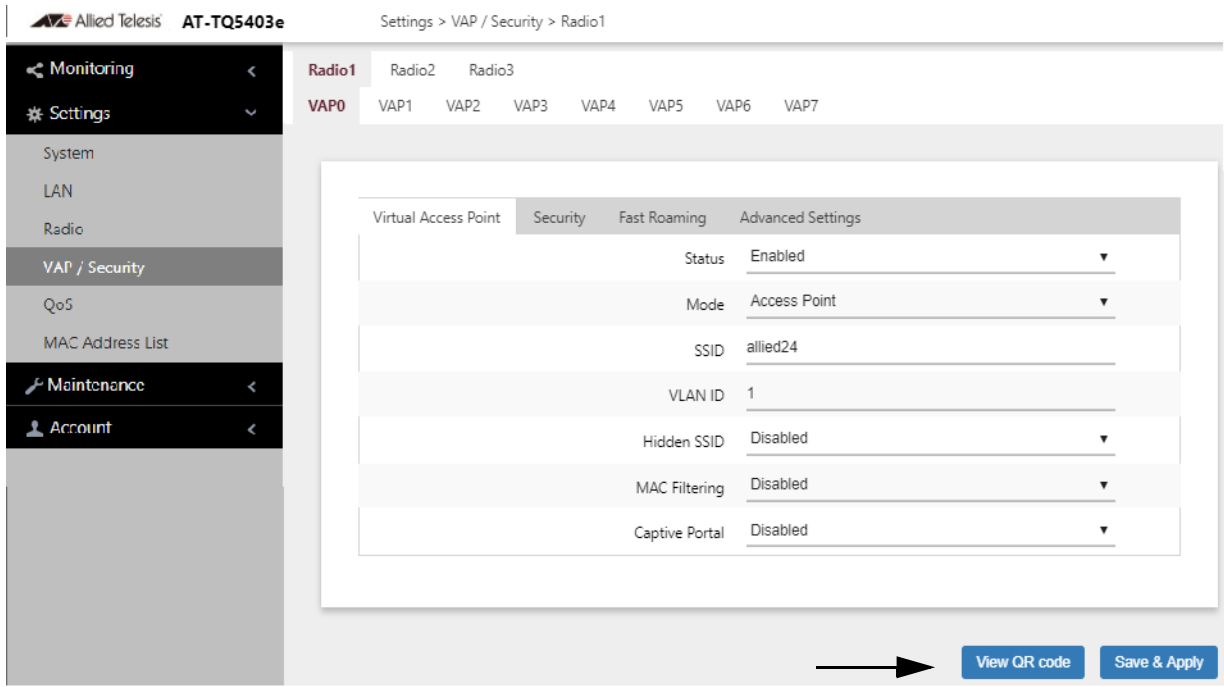 Allied Telesis AT-TQ5403e Settings > VAP / Security > Radio1
Monitoring
Settings
System
LAN
Radio
VAP / Security
QoS
MAC Address List
Maintenance
Account
Radio1 Radio2 Radio3
VAP0 VAP1 VAP2 VAP3 VAP4 VAP5 VAP6 VAP7
Virtual Access Point Security Fast Roaming Advanced Settings
Status Enabled
Mode Access Point
SSID allied24
VLAN ID 1
Hidden SSID Disabled
MAC Filtering Disabled
Captive Portal Disabled
View QR code Save & Apply